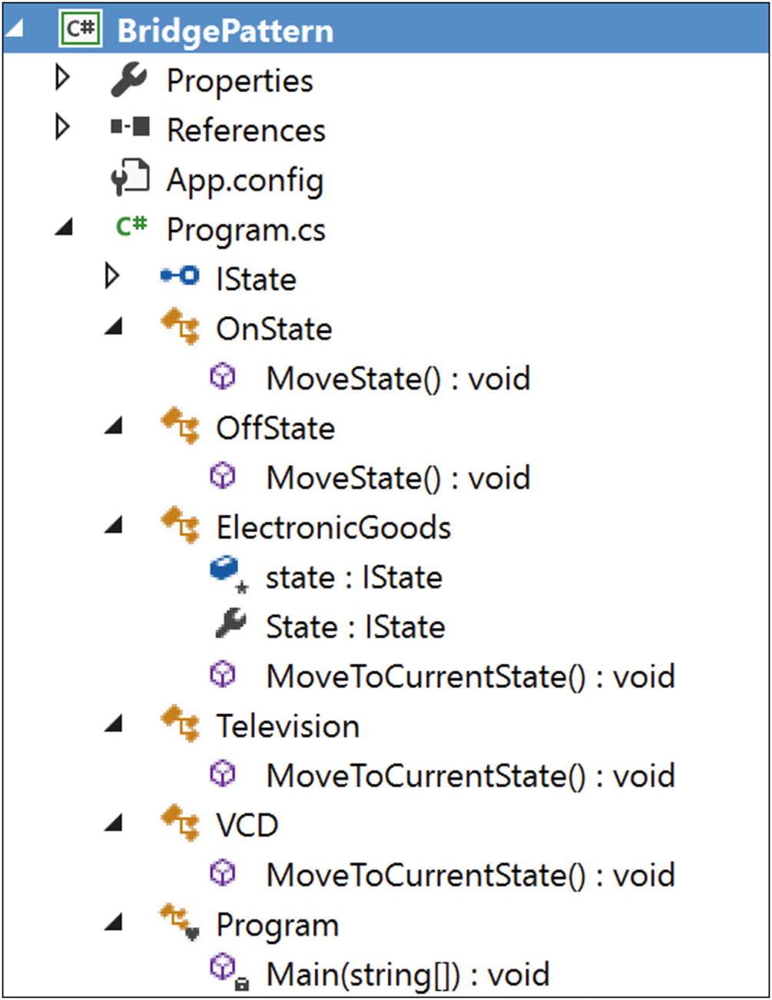 C# BridgePattern
Properties
References
App.config
C# Program.cs
IState
OnState
MoveState() : void
OffState
MoveState() : void
ElectronicGoods
state : IState
State : IState
MoveToCurrentState() : void
Television
MoveToCurrentState() : void
VCD
MoveToCurrentState() : void
Program
Main(string[]) : void